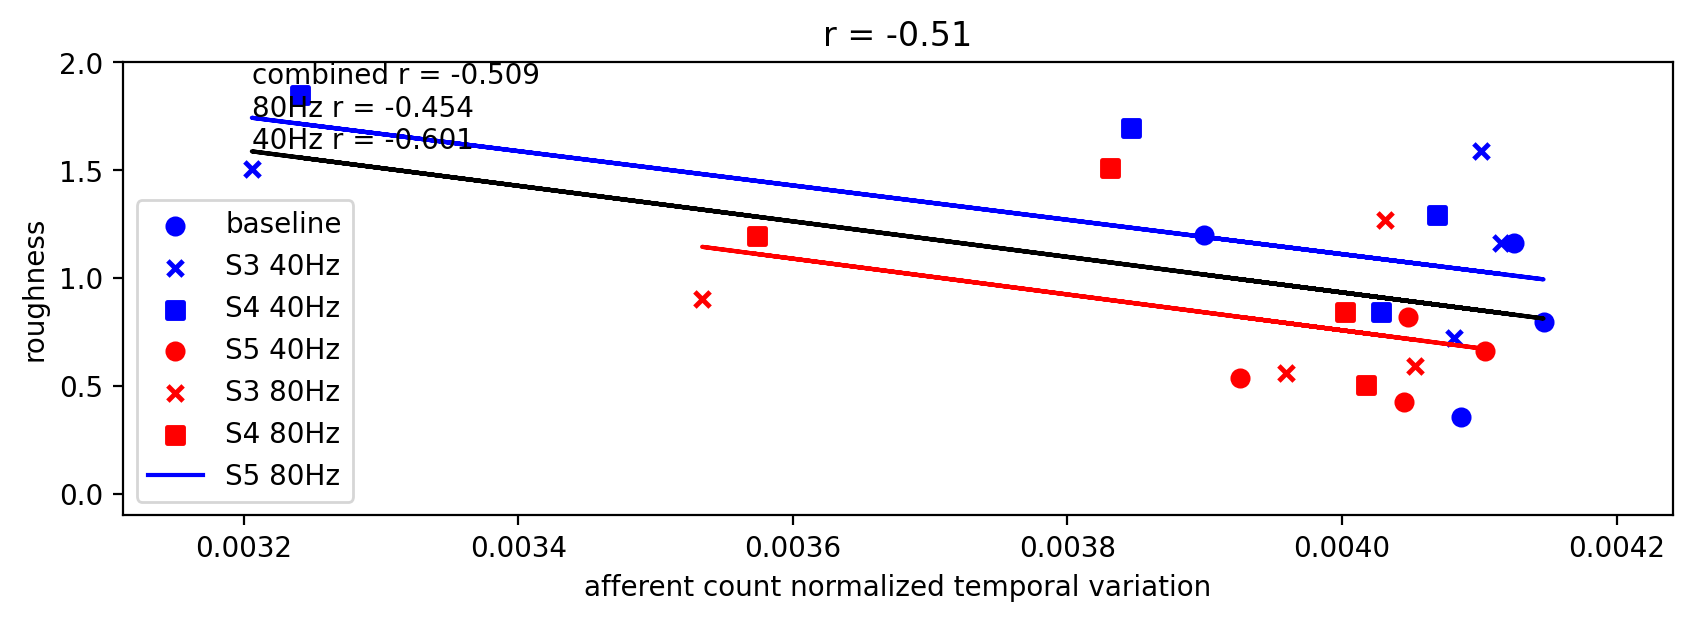 r = -0.51
combined r = -0.509
80Hz r = -0.454
40Hz r = -0.601
2.0
1.5
1.0
0.5
0.0
roughness
baseline
S3 40Hz
S4 40Hz
S5 40Hz
S3 80Hz
S4 80Hz
S5 80Hz
0.0032 0.0034 0.0036 0.0038 0.0040 0.0042
afferent count normalized temporal variation